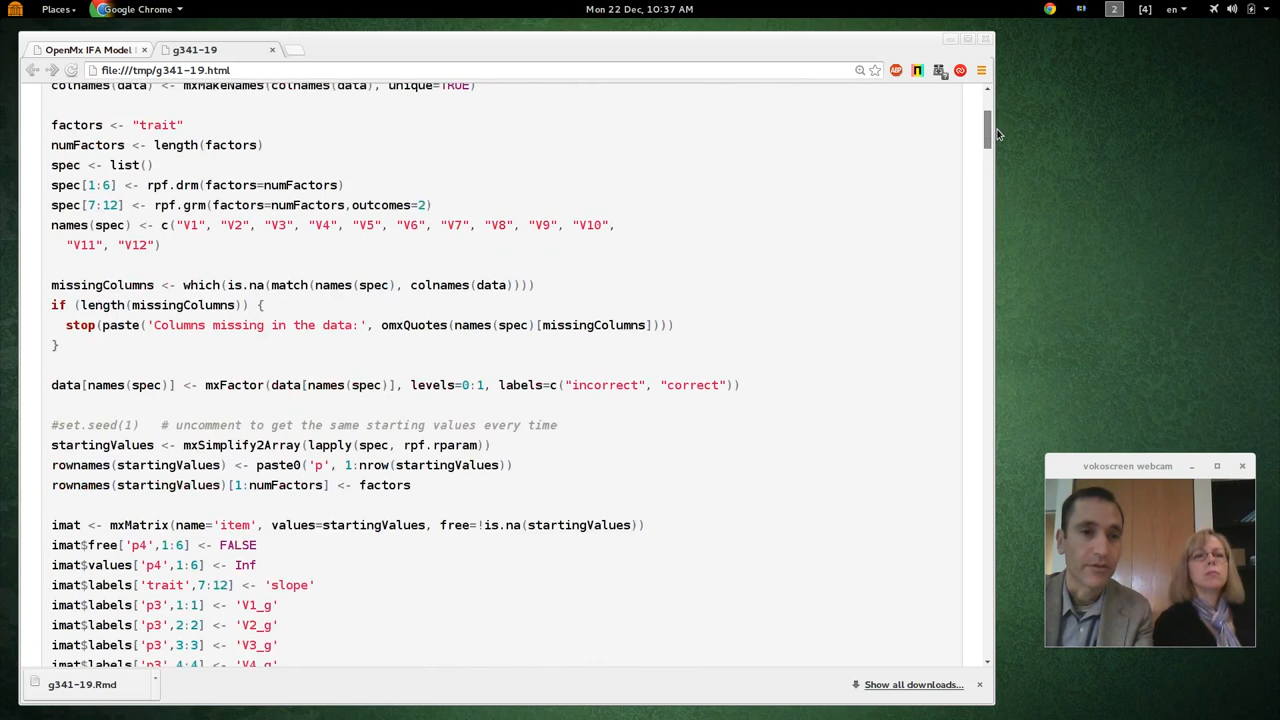 Places
Google Chrome
Mon 22 Dec, 10:37 AM
2
[4]
en
OpenMx IFA Model
g341-19
file:///tmp/g341-19.html
ABP
colnames(data) <- mxMakeNames(colnames(data), unique=TRUE)
factors <- "trait"
numFactors <- length(factors)
spec <- list()
spec[1:6] <- rpf.drm(factors=numFactors)
spec[7:12] <- rpf.grm(factors=numFactors,outcomes=2)
names(spec) <- c("V1", "V2", "V3", "V4", "V5", "V6", "V7", "V8", "V9", "V10",
"V11", "V12")
missingColumns <- which(is.na(match(names(spec), colnames(data))))
if (length(missingColumns)) {
stop(paste('Columns missing in the data:', omxQuotes(names(spec)[missingColumns])))
}
data[names(spec)] <- mxFactor(data[names(spec)], levels=0:1, labels=c("incorrect", "correct"))
#set.seed(1)   # uncomment to get the same starting values every time
startingValues <- mxSimplify2Array(lapply(spec, rpf.rparam))
rownames(startingValues) <- paste0('p', 1:nrow(startingValues))
rownames(startingValues)[1:numFactors] <- factors
imat <- mxMatrix(name='item', values=startingValues, free=!is.na(startingValues))
imat$free['p4',1:6] <- FALSE
imat$values['p4',1:6] <- Inf
imat$labels['trait',7:12] <- 'slope'
imat$labels['p3',1:1] <- 'V1_g'
imat$labels['p3',2:2] <- 'V2_g'
imat$labels['p3',3:3] <- 'V3_g'
imat$labels['p3',4:4] <- 'V4_g'
vokoscreen webcam
g341-19.Rmd
Show all downloads...